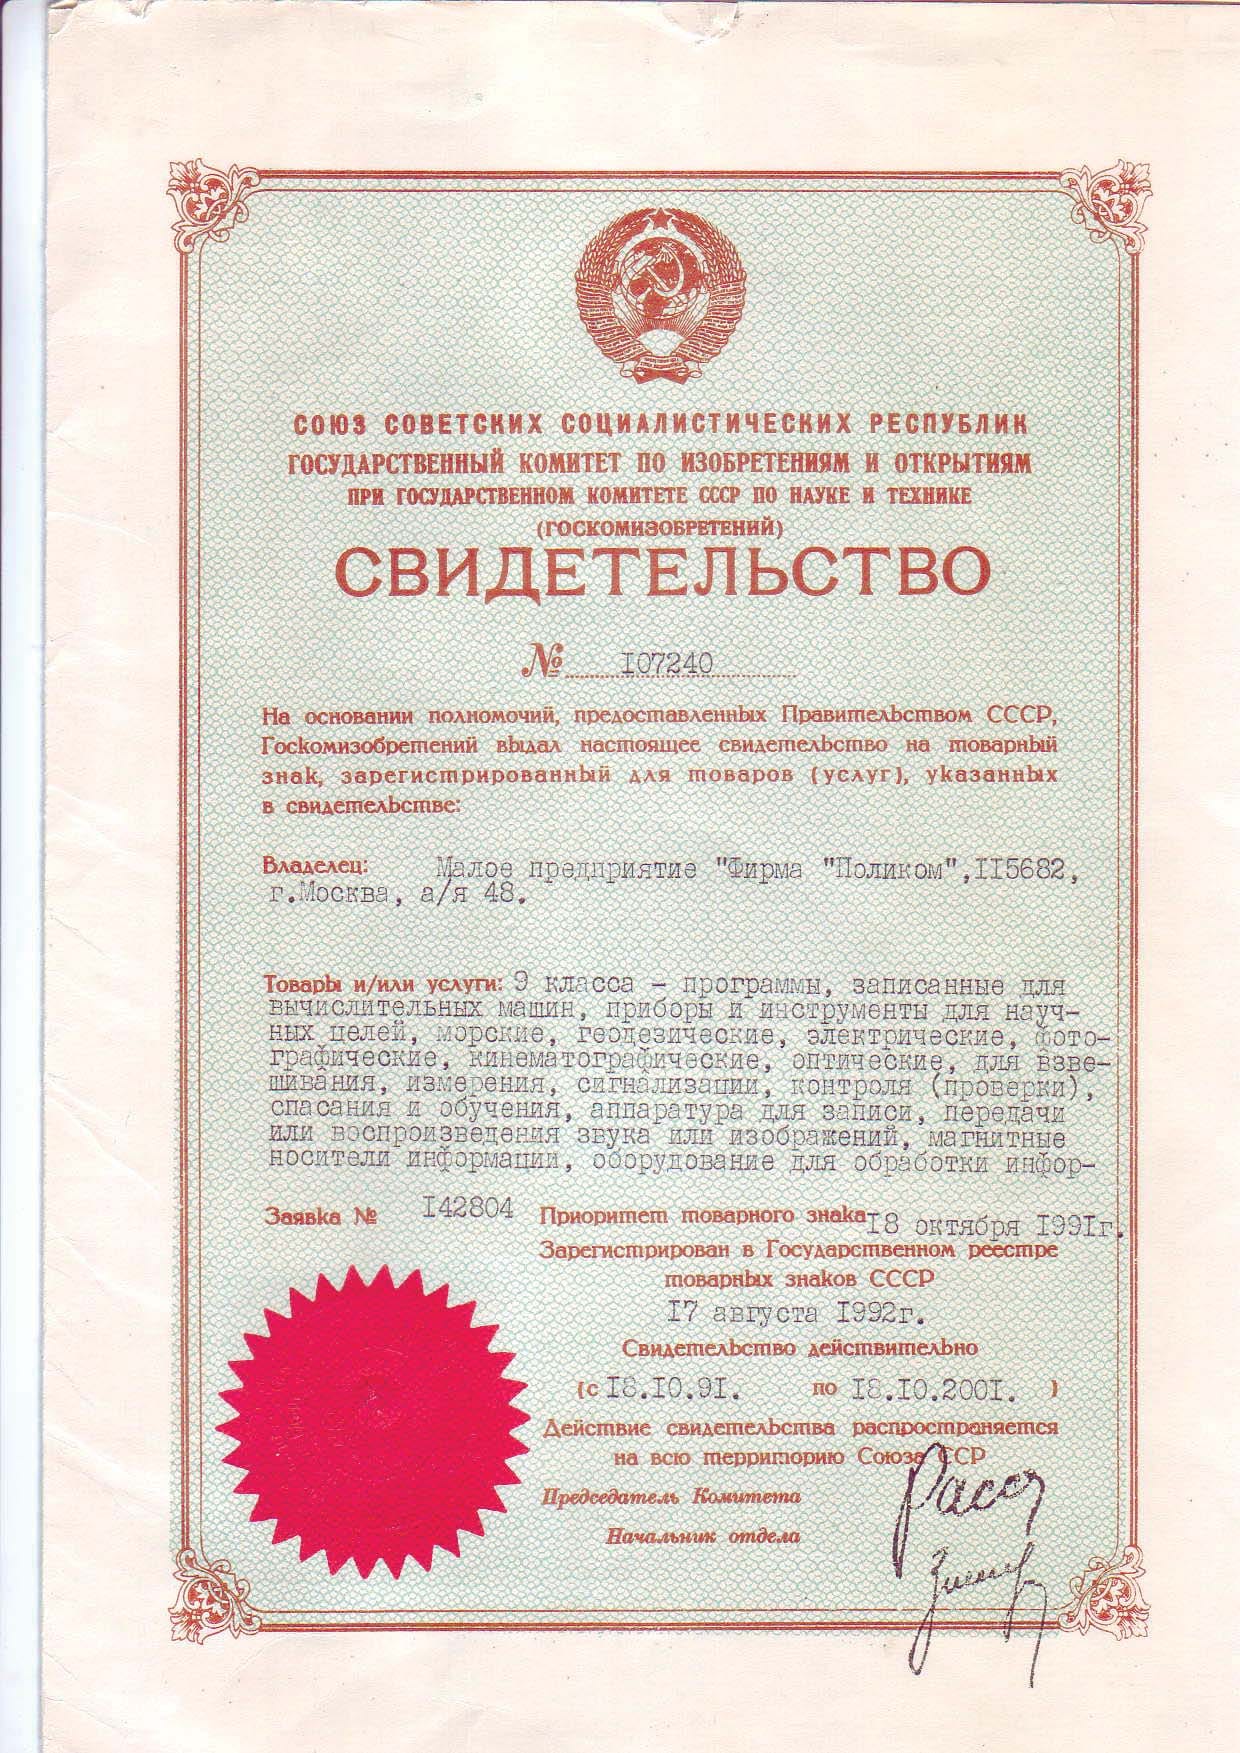 СОЮЗ СОВЕТСКИХ СОЦИАЛИСТИЧЕСКИХ РЕСПУБЛИК
ГОСУДАРСТВЕННЫЙ КОМИТЕТ ПО ИЗОБРЕТЕНИЯМ И ОТКРЫТИЯМ
ПРИ ГОСУДАРСТВЕННОМ КОМИТЕТЕ СССР ПО НАУКЕ И ТЕХНИКЕ
(ГОСКОМИЗОБРЕТЕНИЙ)
СВИДЕТЕЛЬСТВО
№ I07240
На основании полномочий, предоставленных Правительством СССР,
Госкомизобретений выдал настоящее свидетельство на товарный
знак, зарегистрированный для товаров (услуг), указанных
в свидетельстве:
Владелец: Малое предприятие "Фирма "Поликом",II5682,
г.Москва, а/я 48.
Товары и/или услуги: 9 класса - программы, записанные для
вычислительных машин, приборы и инструменты для науч-
ных целей, морские, геодезические, электрические, фото-
графические, кинематографические, оптические, для взве-
шивания, измерения, сигнализации, контроля (проверки),
спасания и обучения, аппаратура для записи, передачи
или воспроизведения звука или изображений, магнитные
носители информации, оборудование для обработки инфор-
Заявка № I42804 Приоритет товарного знака I8 октября I99Iг.
Зарегистрирован в Государственном реестре
товарных знаков СССР
I7 августа I992г.
Свидетельство действительно
(с I8.I0.9I. по I8.I0.200I. )
Действие свидетельства распространяется
на всю территорию Союза ССР
Председатель Комитета
Начальник отдела